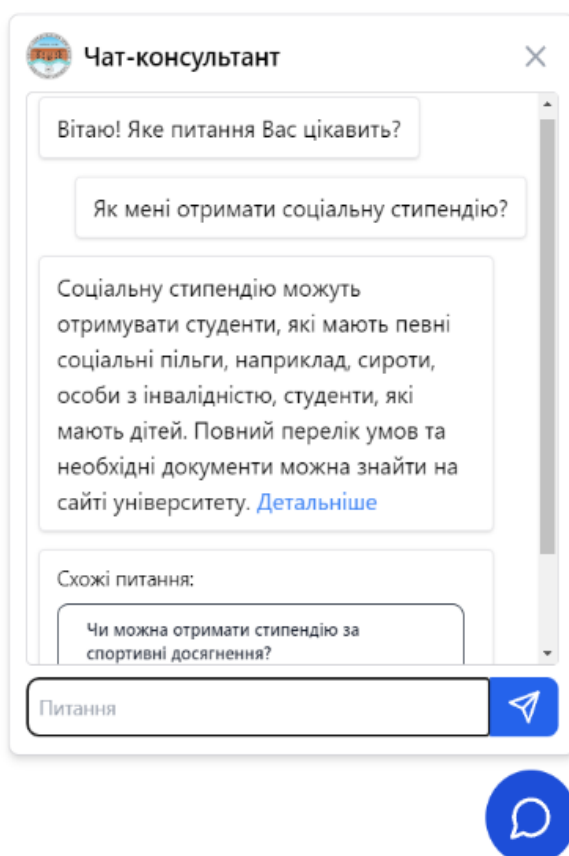 Чат-консультант
Вітаю! Яке питання Вас цікавить?
Як мені отримати соціальну стипендію?
Соціальну стипендію можуть
отримувати студенти, які мають певні
соціальні пільги, наприклад, сироти,
особи з інвалідністю, студенти, які
мають дітей. Повний перелік умов та
необхідні документи можна знайти на
сайті університету. Детальніше
Схожі питання:
Чи можна отримати стипендію за
спортивні досягнення?
Питання